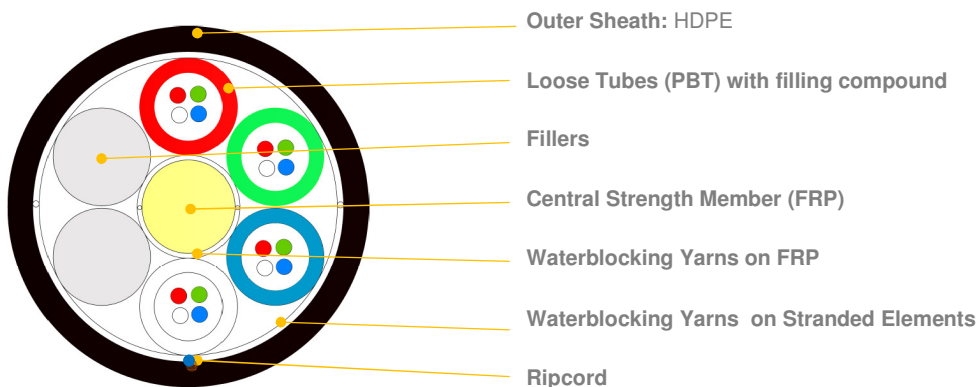 Outer Sheath: HDPE
Loose Tubes (PBT) with filling compound
Fillers
Central Strength Member (FRP)
Waterblocking Yarns on FRP
Waterblocking Yarns on Stranded Elements
Ripcord